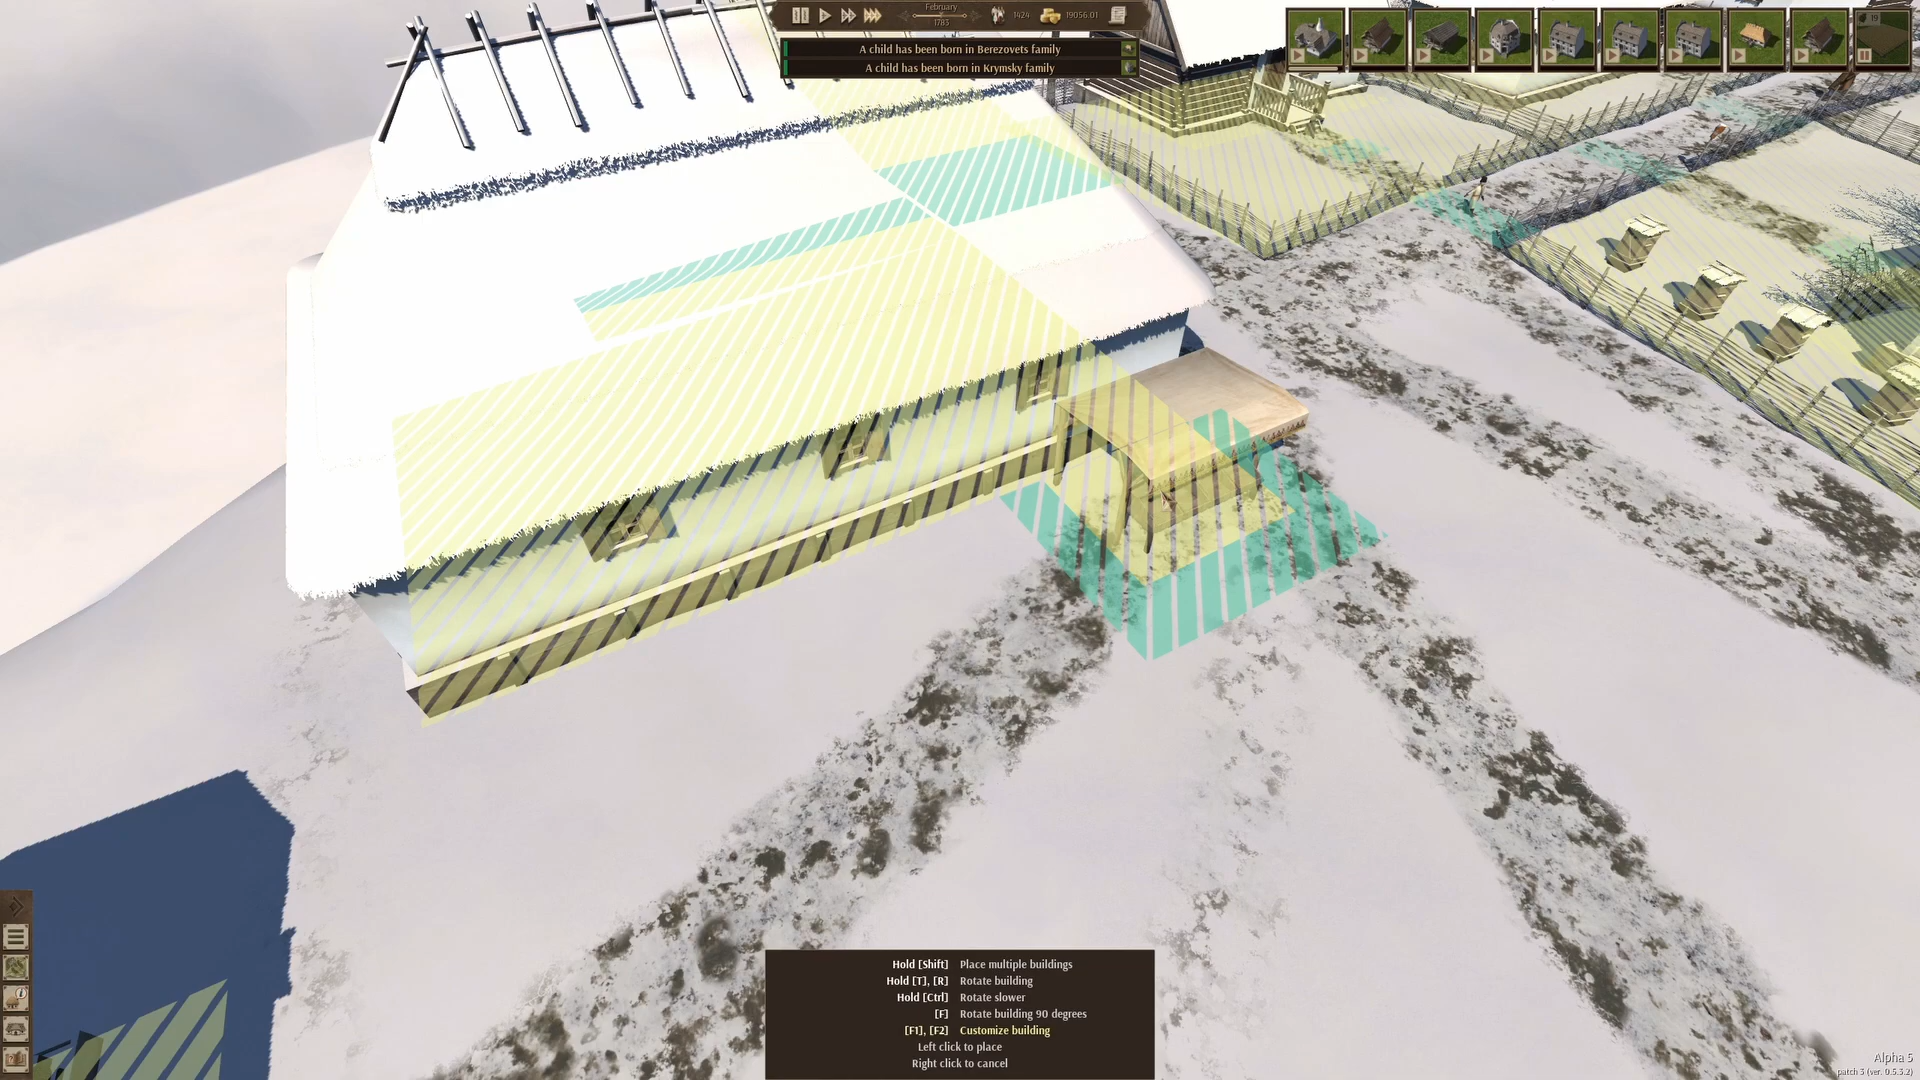 February
1783
1424
19056.01
19
A child has been born in Berezovets family
A child has been born in Krymsky family
Hold [Shift] Place multiple buildings
Hold [T], [R] Rotate building
Hold [Ctrl] Rotate slower
[F] Rotate building 90 degrees
[F1], [F2] Customize building
Left click to place
Right click to cancel
Alpha 5
patch 3 (ver. 0.5.3.2)